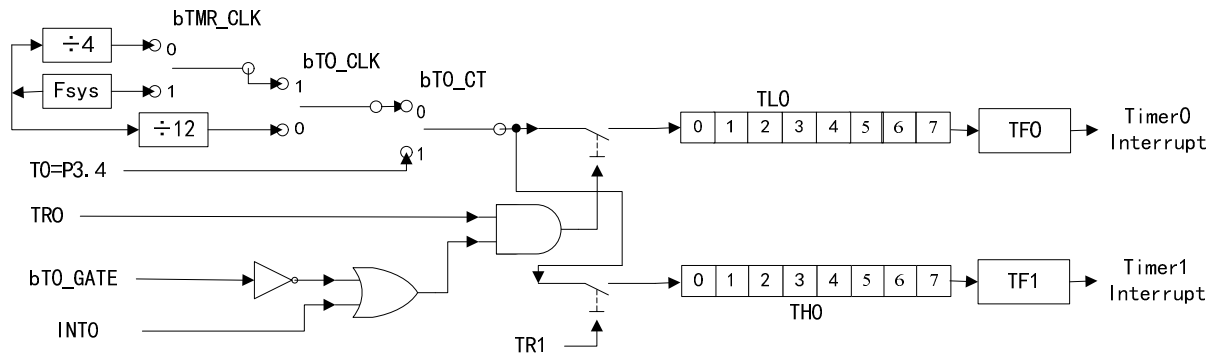 bTMR_CLK
÷4
0
bT0_CLK
bT0_CT
Fsys
1
1
0
÷12
0
TL0
0 1 2 3 4 5 6 7
TF0
Timer0
Interrupt
T0=P3.4
1
TR0
bT0_GATE
INT0
TR1
0 1 2 3 4 5 6 7
TH0
TF1
Timer1
Interrupt